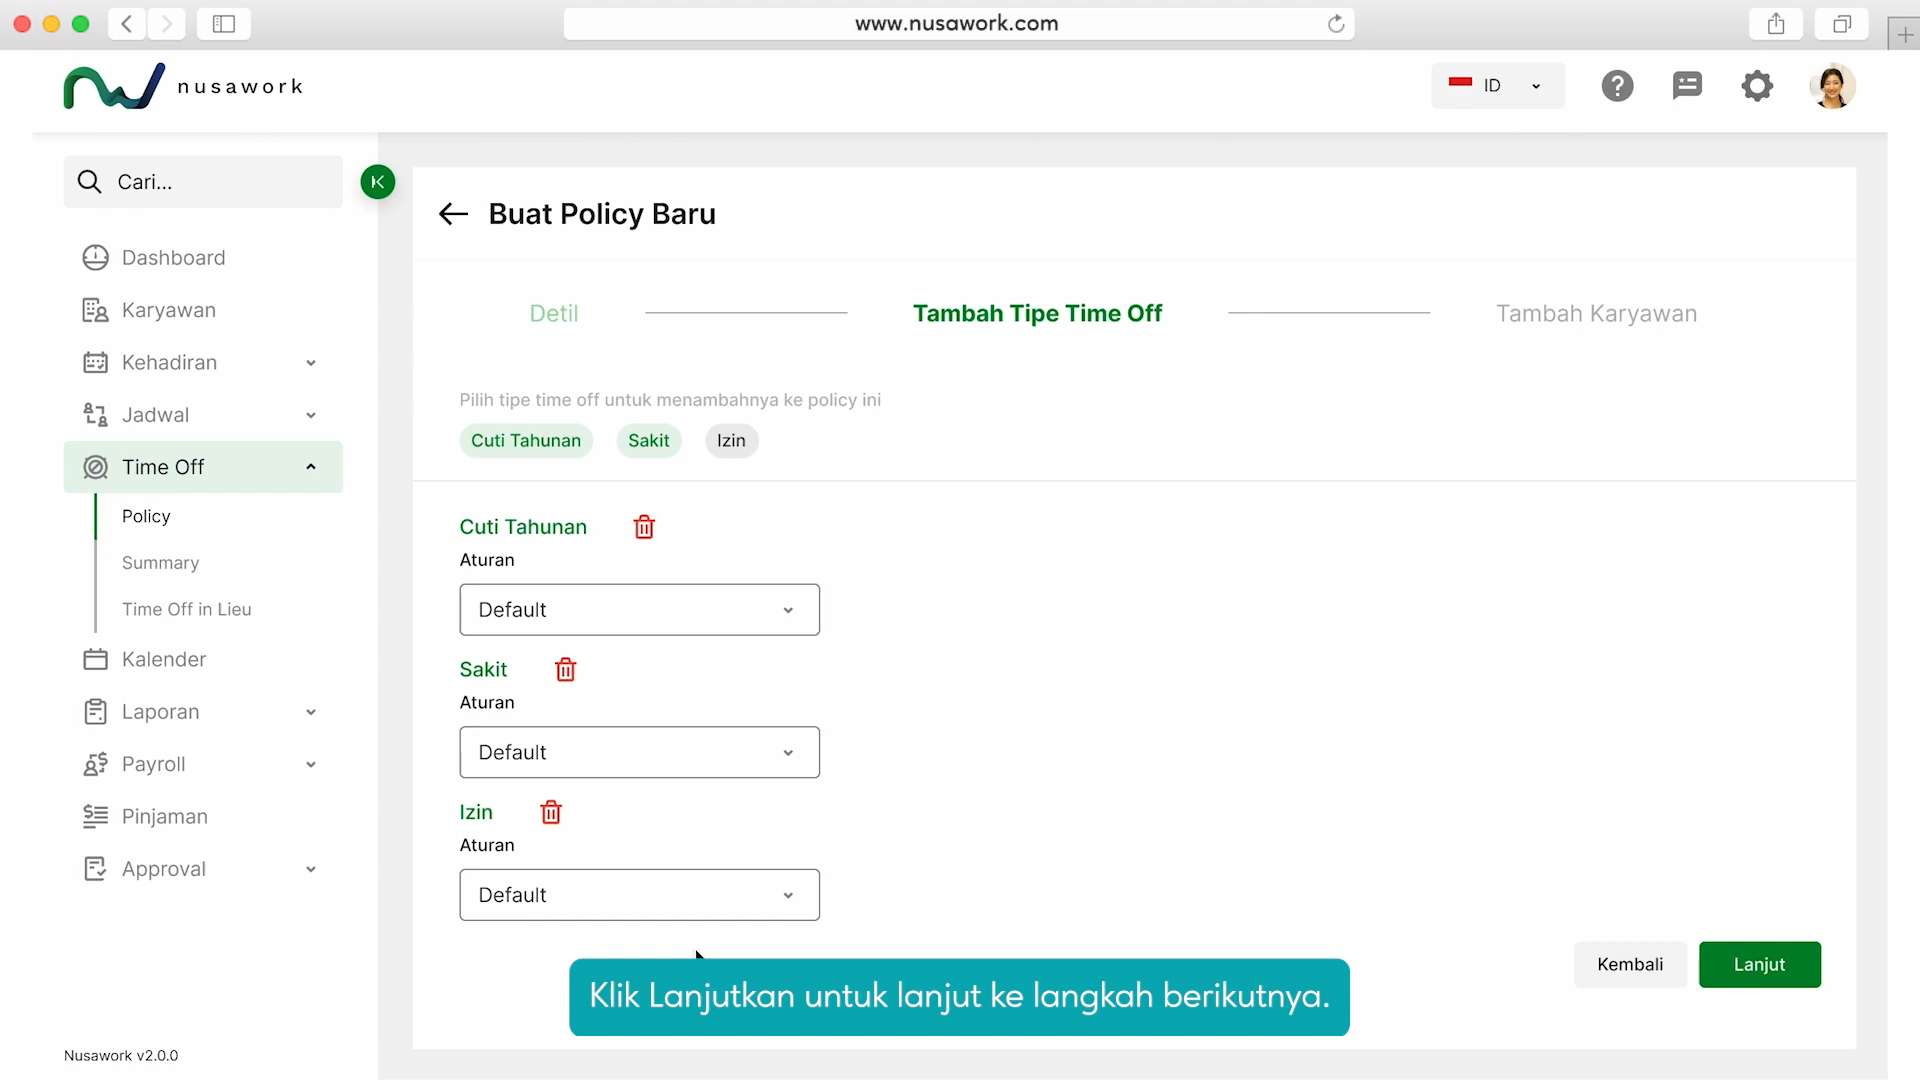 www.nusawork.com
nusawork
ID
Cari...
Dashboard
Karyawan
Kehadiran
Jadwal
Time Off
Policy
Summary
Time Off in Lieu
Kalender
Laporan
Payroll
Pinjaman
Approval
Nusawork v2.0.0
Buat Policy Baru
Detil
Tambah Tipe Time Off
Tambah Karyawan
Pilih tipe time off untuk menambahnya ke policy ini
Cuti Tahunan
Sakit
Izin
Cuti Tahunan
Aturan
Default
Sakit
Aturan
Default
Izin
Aturan
Default
Kembali
Lanjut
Klik Lanjutkan untuk lanjut ke langkah berikutnya.